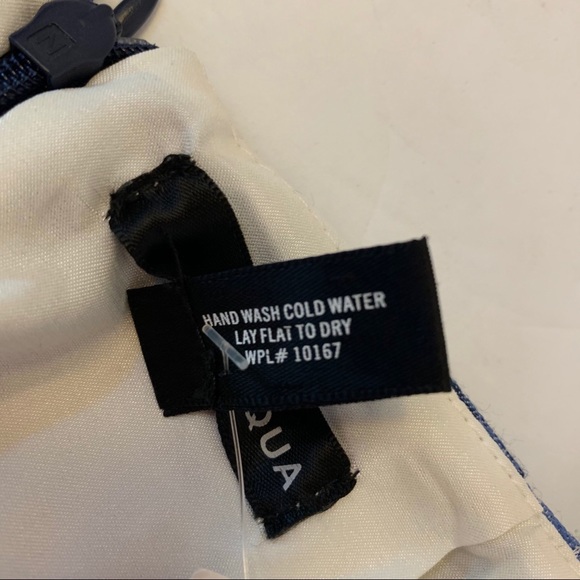 HAND WASH COLD WATER
LAY FLAT TO DRY
WPL# 10167
QUA